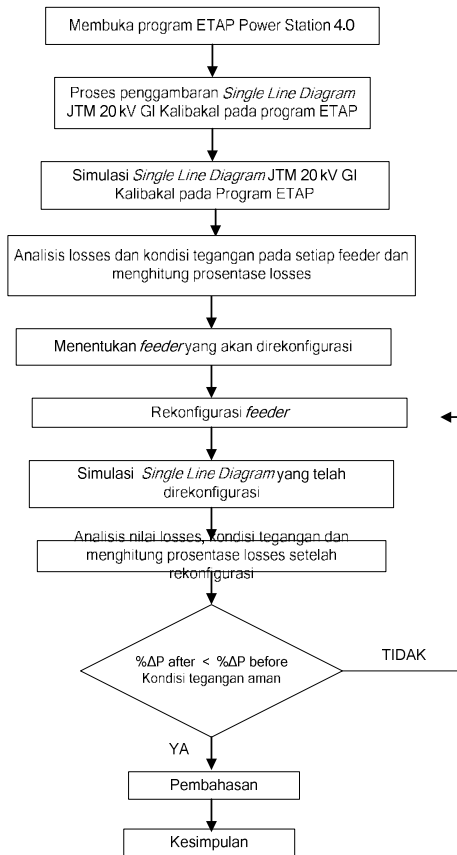 Membuka program ETAP Power Station 4.0
Proses penggambaran Single Line Diagram
JTM 20 kV GI Kalibakal pada program ETAP
Simulasi Single Line Diagram JTM 20 kV GI
Kalibakal pada Program ETAP
Analisis losses dan kondisi tegangan pada setiap feeder dan
menghitung prosentase losses
Menentukan feeder yang akan direkonfigurasi
Rekonfigurasi feeder
Simulasi Single Line Diagram yang telah
direkonfigurasi
Analisis nilai losses, kondisi tegangan dan
menghitung prosentase losses setelah
rekonfigurasi
%ΔP after < %ΔP before
Kondisi tegangan aman
TIDAK
YA
Pembahasan
Kesimpulan